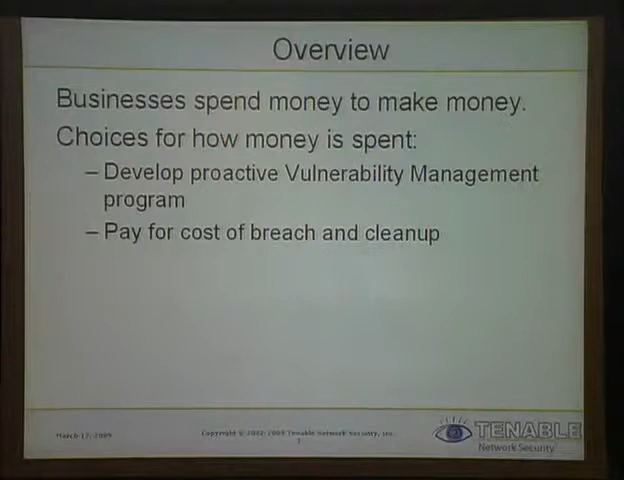 Overview
Businesses spend money to make money.
Choices for how money is spent:
– Develop proactive Vulnerability Management
program
– Pay for cost of breach and cleanup
March 17, 2009
Copyright © 2002-2009 Tenable Network Security, Inc.
TENABLE
Network Security